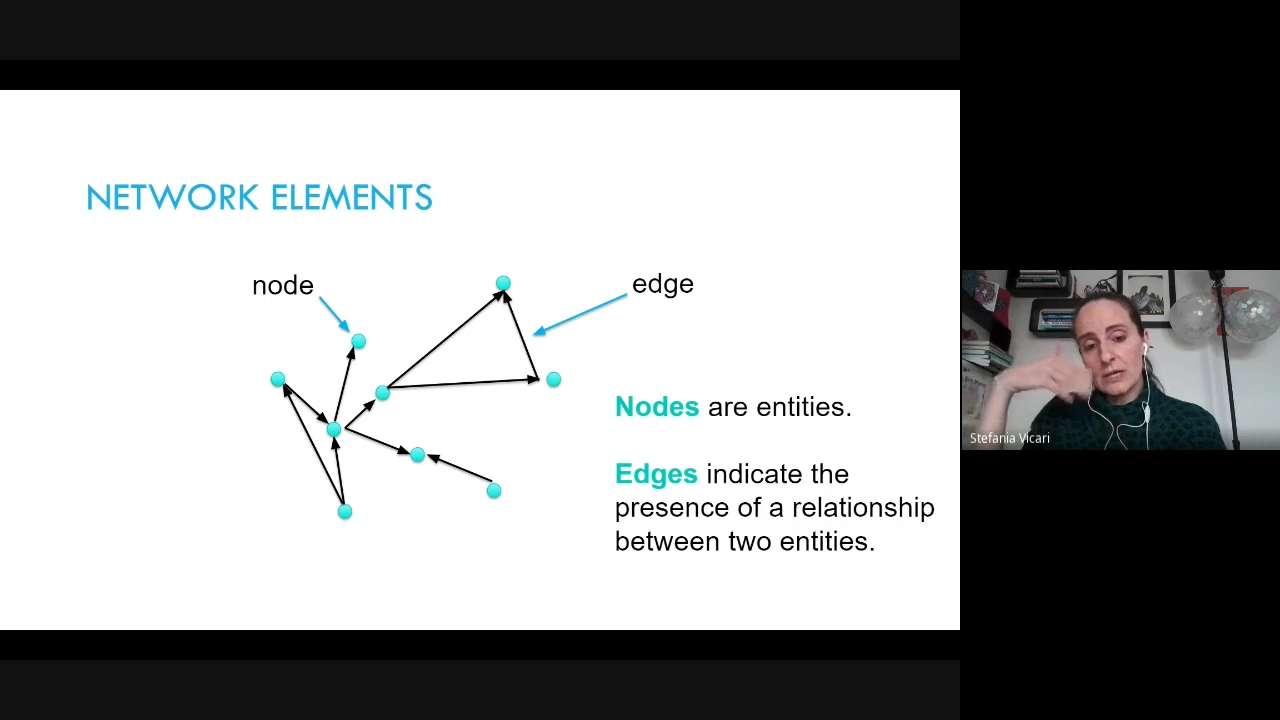 NETWORK ELEMENTS
node
edge
Nodes are entities.
Edges indicate the
presence of a relationship
between two entities.
Stefania Vicari